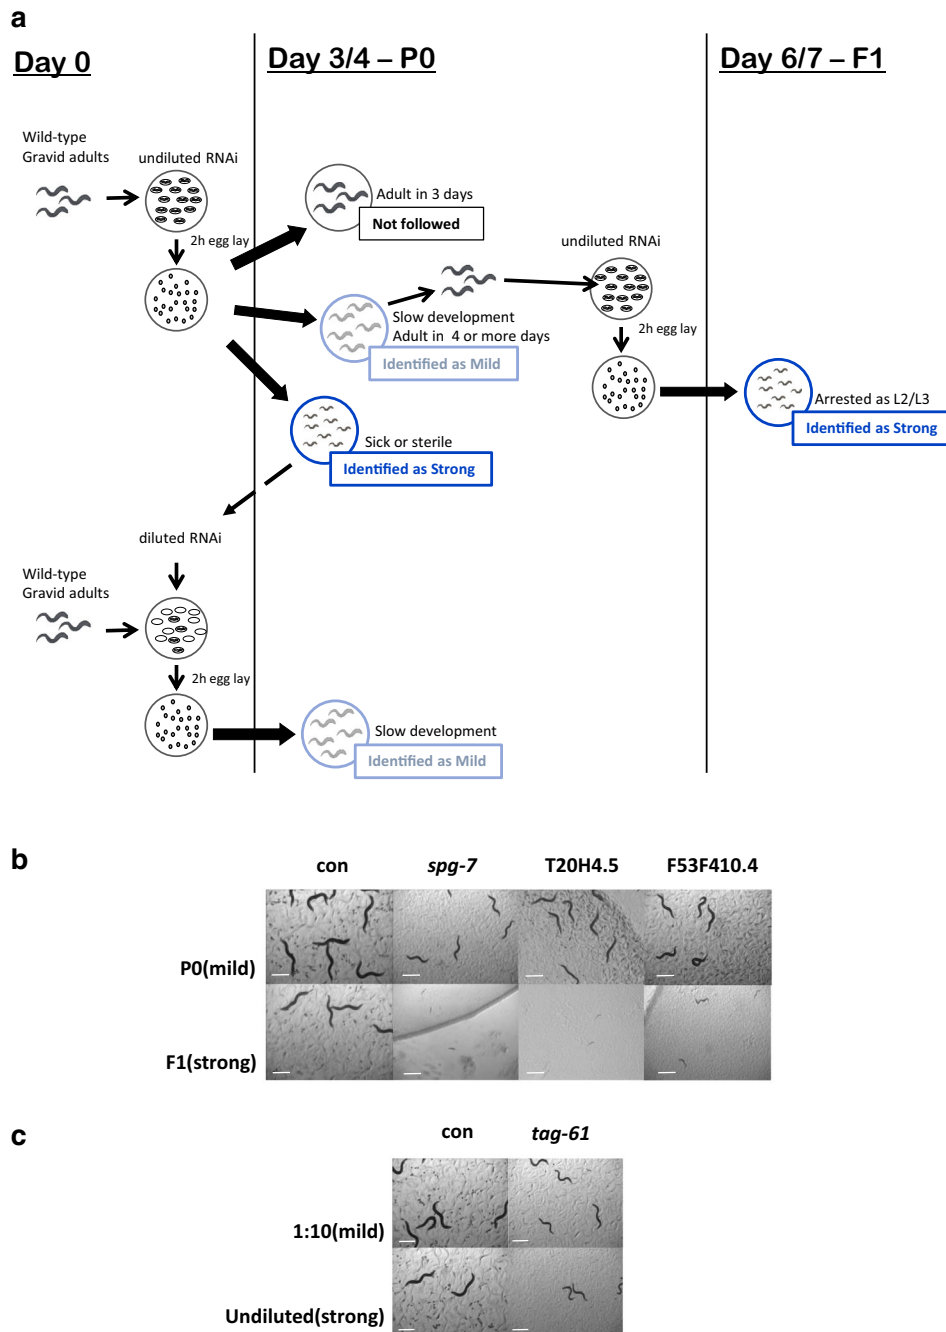 a
Day 0
Day 3/4 – P0
Day 6/7 – F1
Wild-type
Gravid adults
undiluted RNAi
2h egg lay
Adult in 3 days
Not followed
undiluted RNAi
Slow development
Adult in 4 or more days
Identified as Mild
2h egg lay
Arrested as L2/L3
Identified as Strong
Sick or sterile
Identified as Strong
diluted RNAi
Wild-type
Gravid adults
2h egg lay
Slow development
Identified as Mild
b
con spg-7 T20H4.5 F53F410.4
P0(mild)
F1(strong)
c
con tag-61
1:10(mild)
Undiluted(strong)